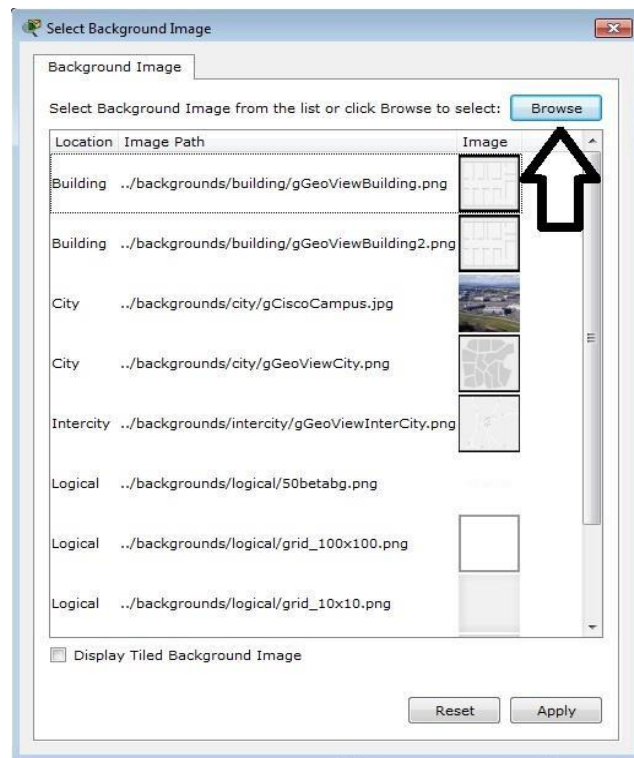 Select Background Image
Background Image
Select Background Image from the list or click Browse to select: Browse
Location Image Path Image
Building ../backgrounds/building/gGeoViewBuilding.png
Building ../backgrounds/building/gGeoViewBuilding2.png
City ../backgrounds/city/gCiscoCampus.jpg
City ../backgrounds/city/gGeoViewCity.png
Intercity ../backgrounds/intercity/gGeoViewInterCity.png
Logical ../backgrounds/logical/50betabg.png
Logical ../backgrounds/logical/grid_100x100.png
Logical ../backgrounds/logical/grid_10x10.png
Display Tiled Background Image
Reset Apply